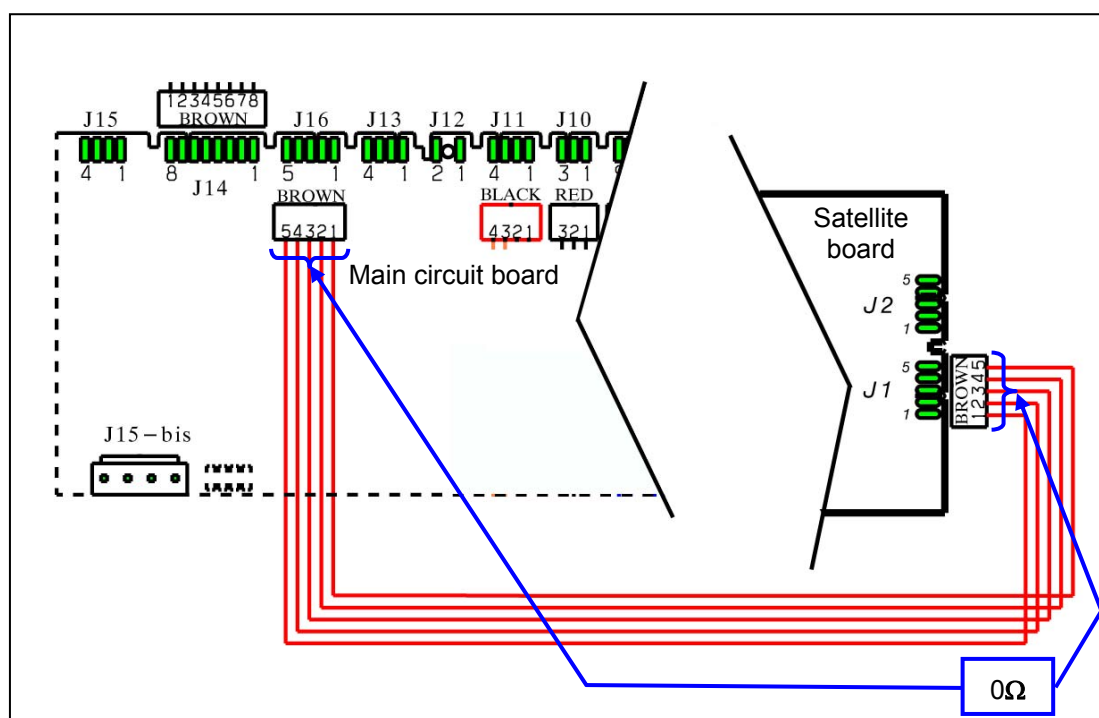 12345678
BROWN
J15 J16 J13 J12 J11 J10
4 1 8 1 5 1 4 1 2 1 4 1 3 1
J14
BROWN BLACK RED
54321 4321 321
Main circuit board
Satellite
board
5
J2
1
5
J1
1
BROWN
12345
J15-bis
0Ω